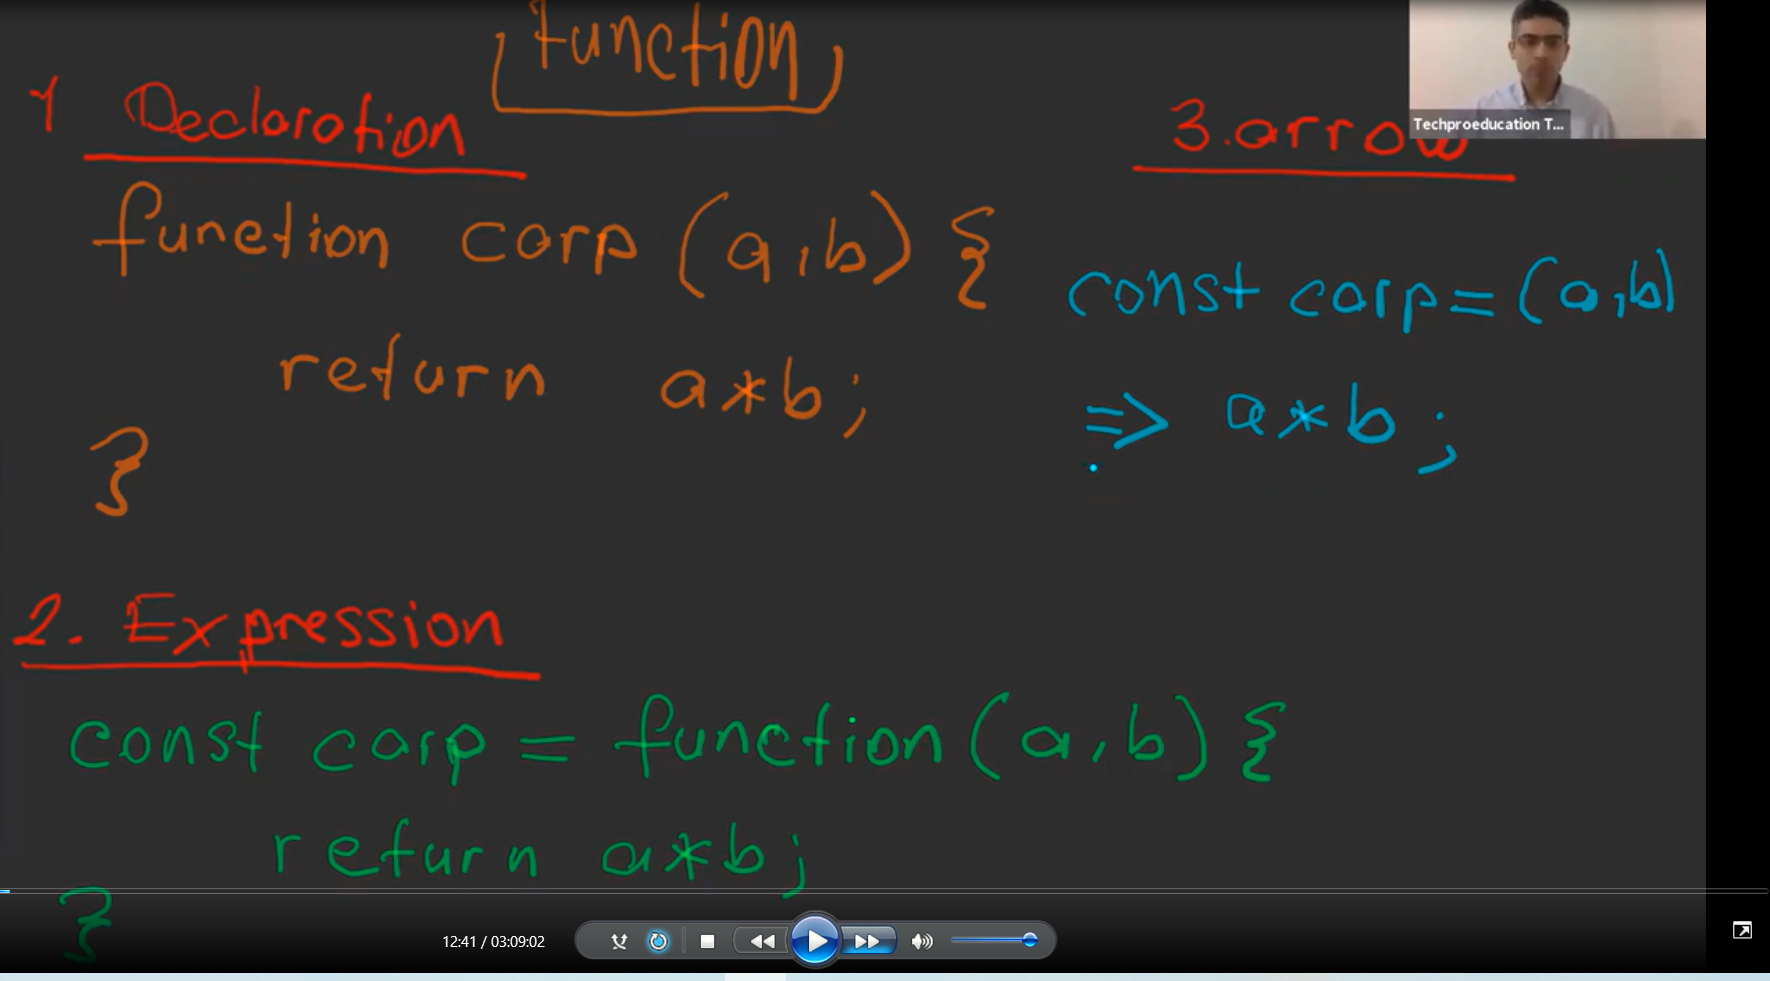 function
1 Declaration
function carp (a,b) {
return a*b;
}
2. Expression
const carp = function(a,b) {
return a*b;
}
3.arrow
const carp = (a,b)
=> a*b;
Techproeducation T...
12:41 / 03:09:02